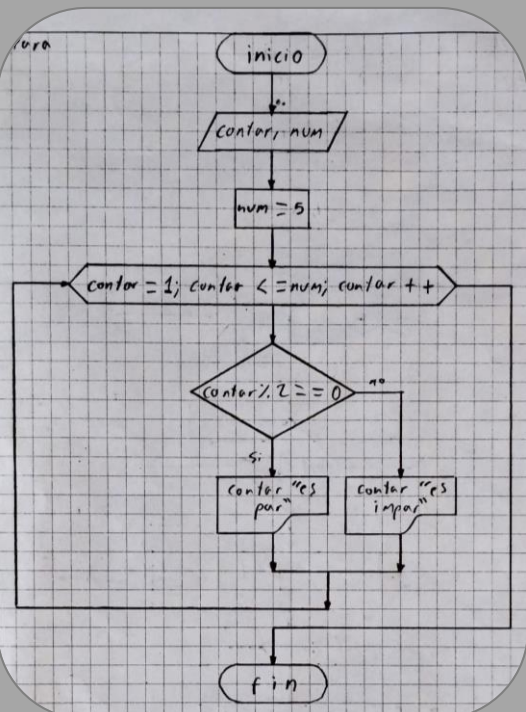 inicio
contar, num
num = 5
contar = 1; contar < = num; contar + +
contar % 2 = = 0
no
si
contar "es
par"
contar "es
impar"
fin